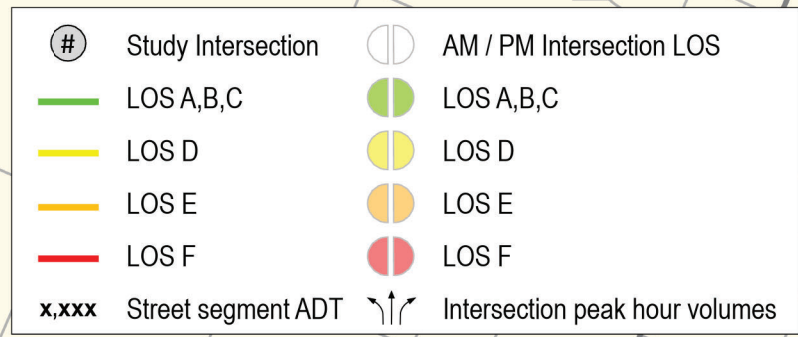 # Study Intersection AM / PM Intersection LOS
LOS A,B,C LOS A,B,C
LOS D LOS D
LOS E LOS E
LOS F LOS F
x,xxx Street segment ADT Intersection peak hour volumes